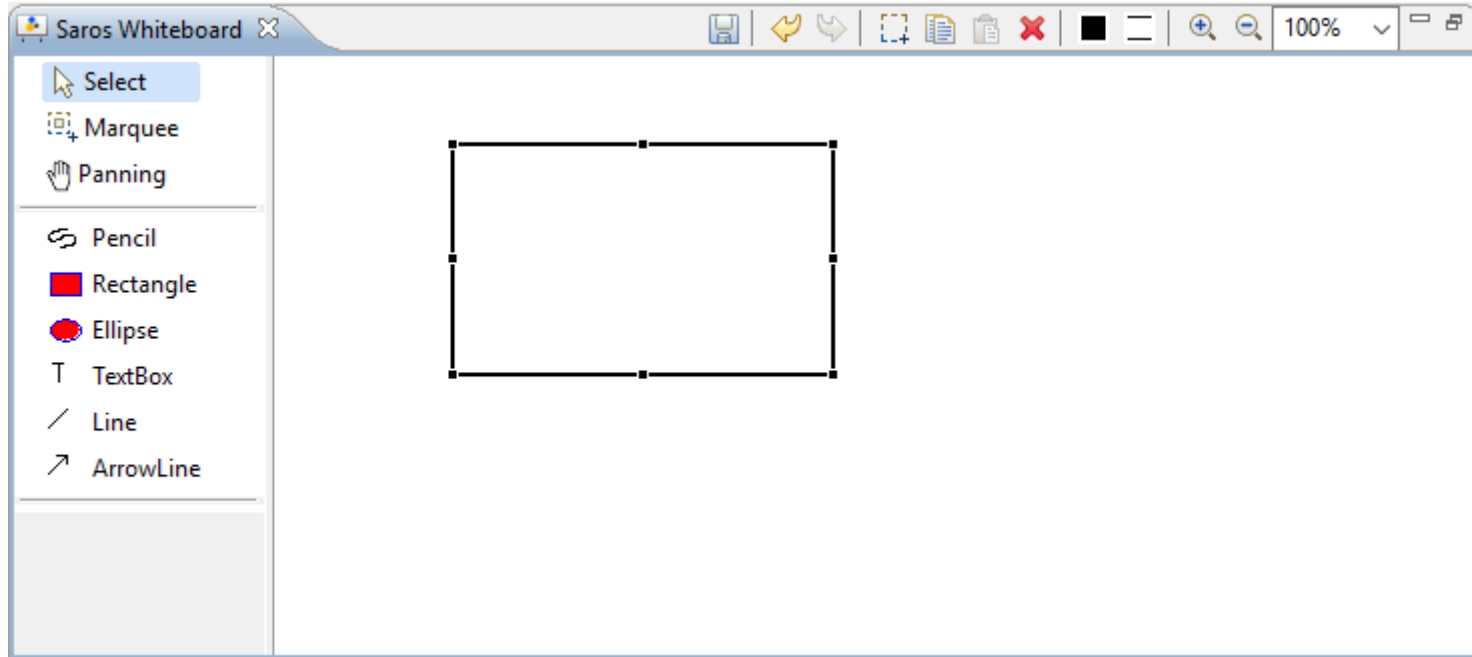 Saros Whiteboard
100%
Select
Marquee
Panning
Pencil
Rectangle
Ellipse
T TextBox
Line
ArrowLine